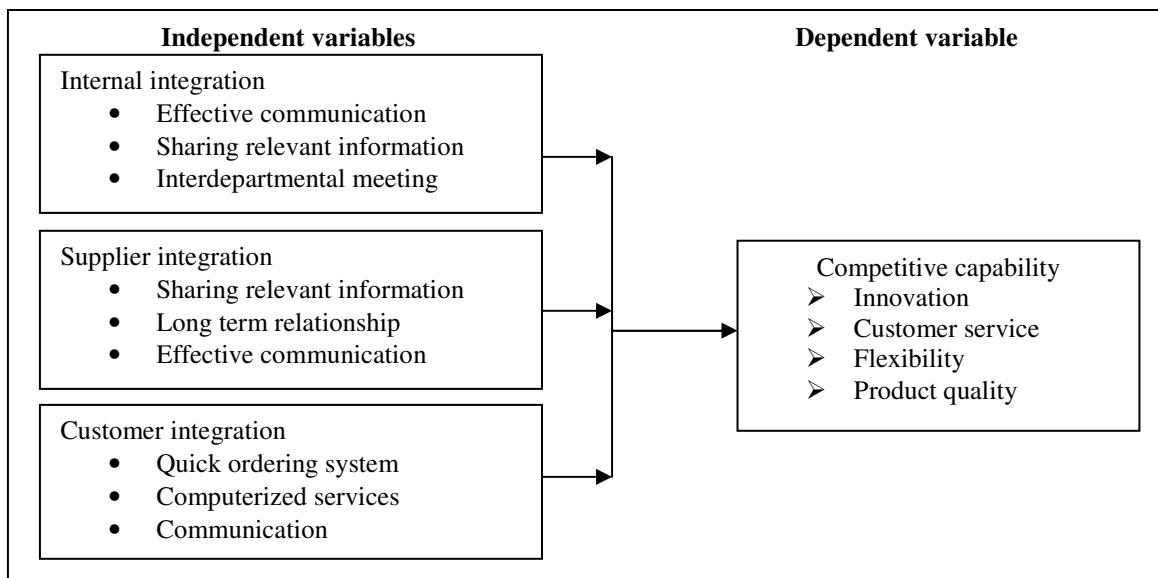 Independent variables
Internal integration
• Effective communication
• Sharing relevant information
• Interdepartmental meeting
Supplier integration
• Sharing relevant information
• Long term relationship
• Effective communication
Customer integration
• Quick ordering system
• Computerized services
• Communication
Dependent variable
Competitive capability
➢ Innovation
➢ Customer service
➢ Flexibility
➢ Product quality